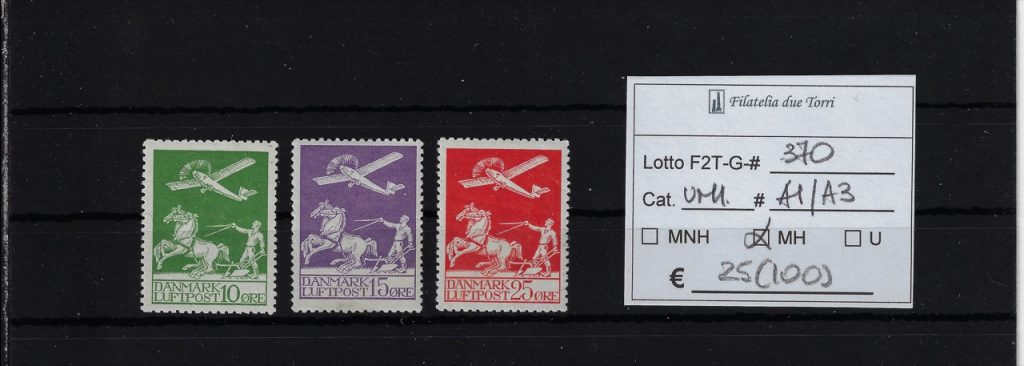 DANMARK
LUFTPOST 10 ØRE
DANMARK
LUFTPOST 15 ØRE
DANMARK
LUFTPOST 25 ØRE
Filatelia due Torri
Lotto F2T-G-# 370
Cat. Unif. # A1/A3
☐ MNH ☒ MH ☐ U
€ 25(100)